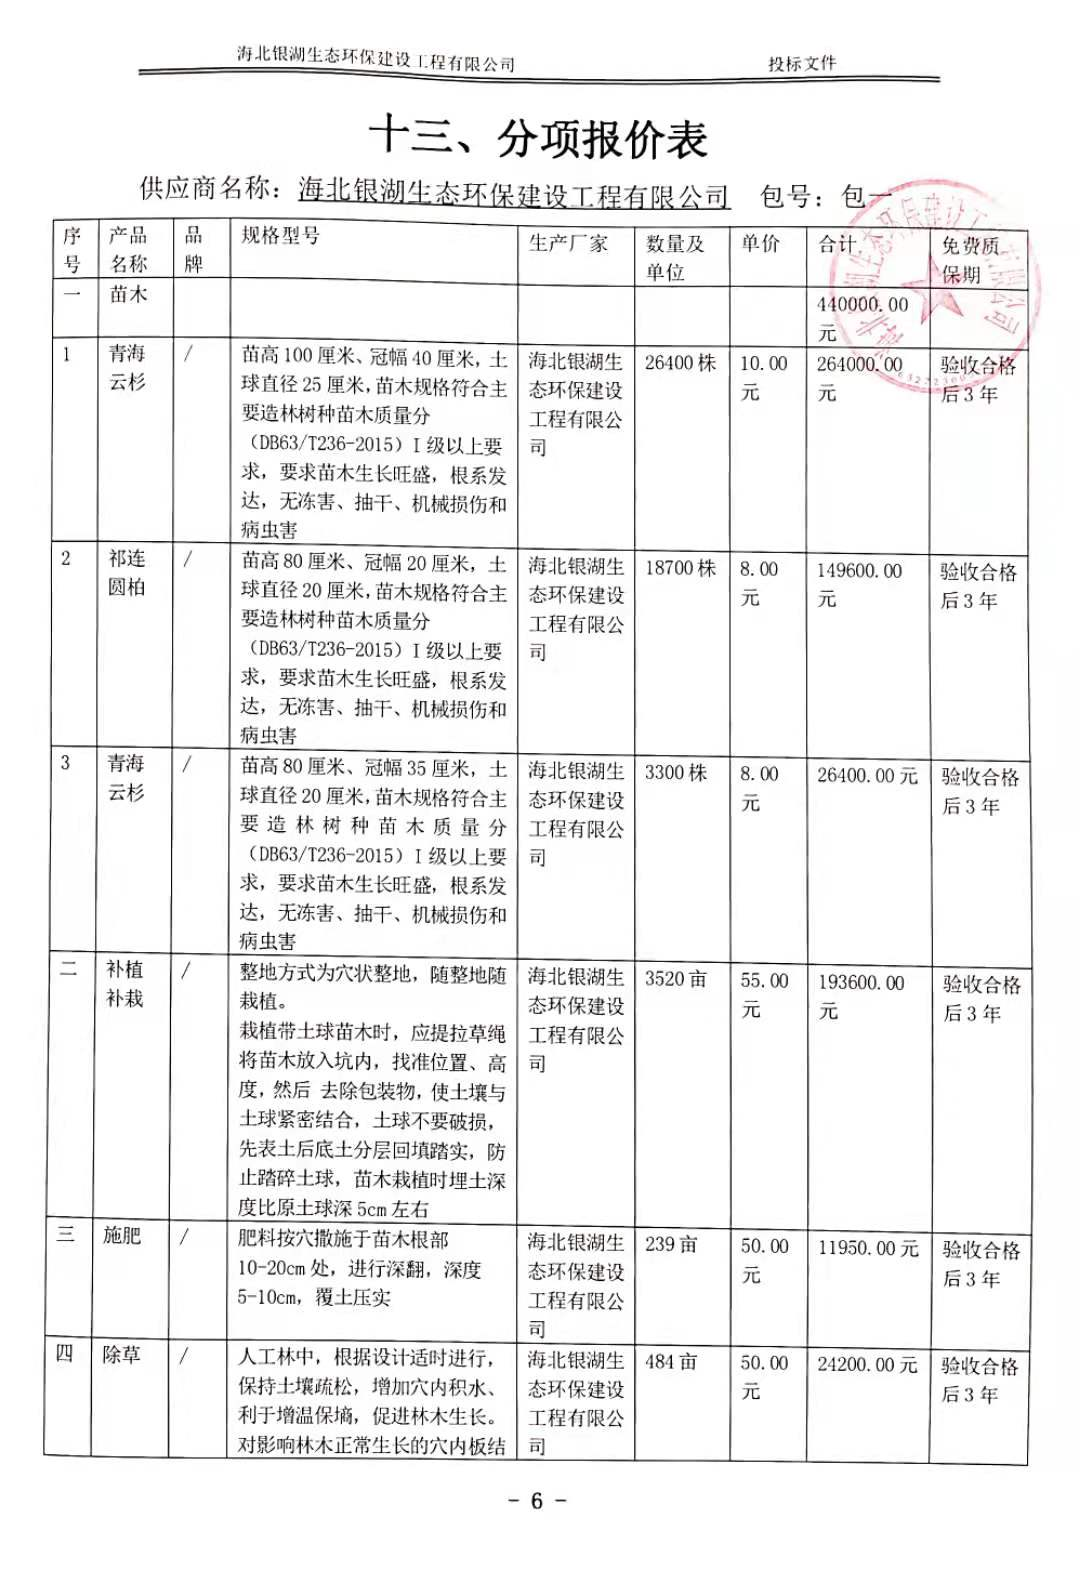 海北银湖生态环保建设工程有限公司 投标文件
十三、分项报价表
供应商名称：海北银湖生态环保建设工程有限公司 包号：包一
序号 产品名称 品牌 规格型号 生产厂家 数量及单位 单价 合计 免费质保期
一 苗木 440000.00元
1 青海云杉 / 苗高100厘米、冠幅40厘米，土 海北银湖生 26400株 10.00元 264000.00元 验收合格后3年
球直径25厘米，苗木规格符合主 态环保建设
要造林树种苗木质量分 工程有限公
（DB63/T236-2015）I级以上要 司
求，要求苗木生长旺盛，根系发
达，无冻害、抽干、机械损伤和
病虫害
2 祁连圆柏 / 苗高80厘米、冠幅20厘米，土 海北银湖生 18700株 8.00元 149600.00元 验收合格后3年
球直径20厘米，苗木规格符合主 态环保建设
要造林树种苗木质量分 工程有限公
（DB63/T236-2015）I级以上要 司
求，要求苗木生长旺盛，根系发
达，无冻害、抽干、机械损伤和
病虫害
3 青海云杉 / 苗高80厘米、冠幅35厘米，土 海北银湖生 3300株 8.00元 26400.00元 验收合格后3年
球直径20厘米，苗木规格符合主 态环保建设
要造林树种苗木质量分 工程有限公
（DB63/T236-2015）I级以上要 司
求，要求苗木生长旺盛，根系发
达，无冻害、抽干、机械损伤和
病虫害
二 补植补栽 / 整地方式为穴状整地，随整地随 海北银湖生 3520亩 55.00元 193600.00元 验收合格后3年
栽植。 态环保建设
栽植带土球苗木时，应提拉草绳 工程有限公
将苗木放入坑内，找准位置、高 司
度，然后 去除包装物，使土壤与
土球紧密结合，土球不要破损，
先表土后底土分层回填踏实，防
止踏碎土球，苗木栽植时埋土深
度比原土球深5cm左右
三 施肥 / 肥料按穴撒施于苗木根部 海北银湖生 239亩 50.00元 11950.00元 验收合格后3年
10-20cm处，进行深翻，深度 态环保建设
5-10cm，覆土压实 工程有限公
司
四 除草 / 人工林中，根据设计适时进行， 海北银湖生 484亩 50.00元 24200.00元 验收合格后3年
保持土壤疏松，增加穴内积水、 态环保建设
利于增温保墒，促进林木生长。 工程有限公
对影响林木正常生长的穴内板结 司
- 6 -